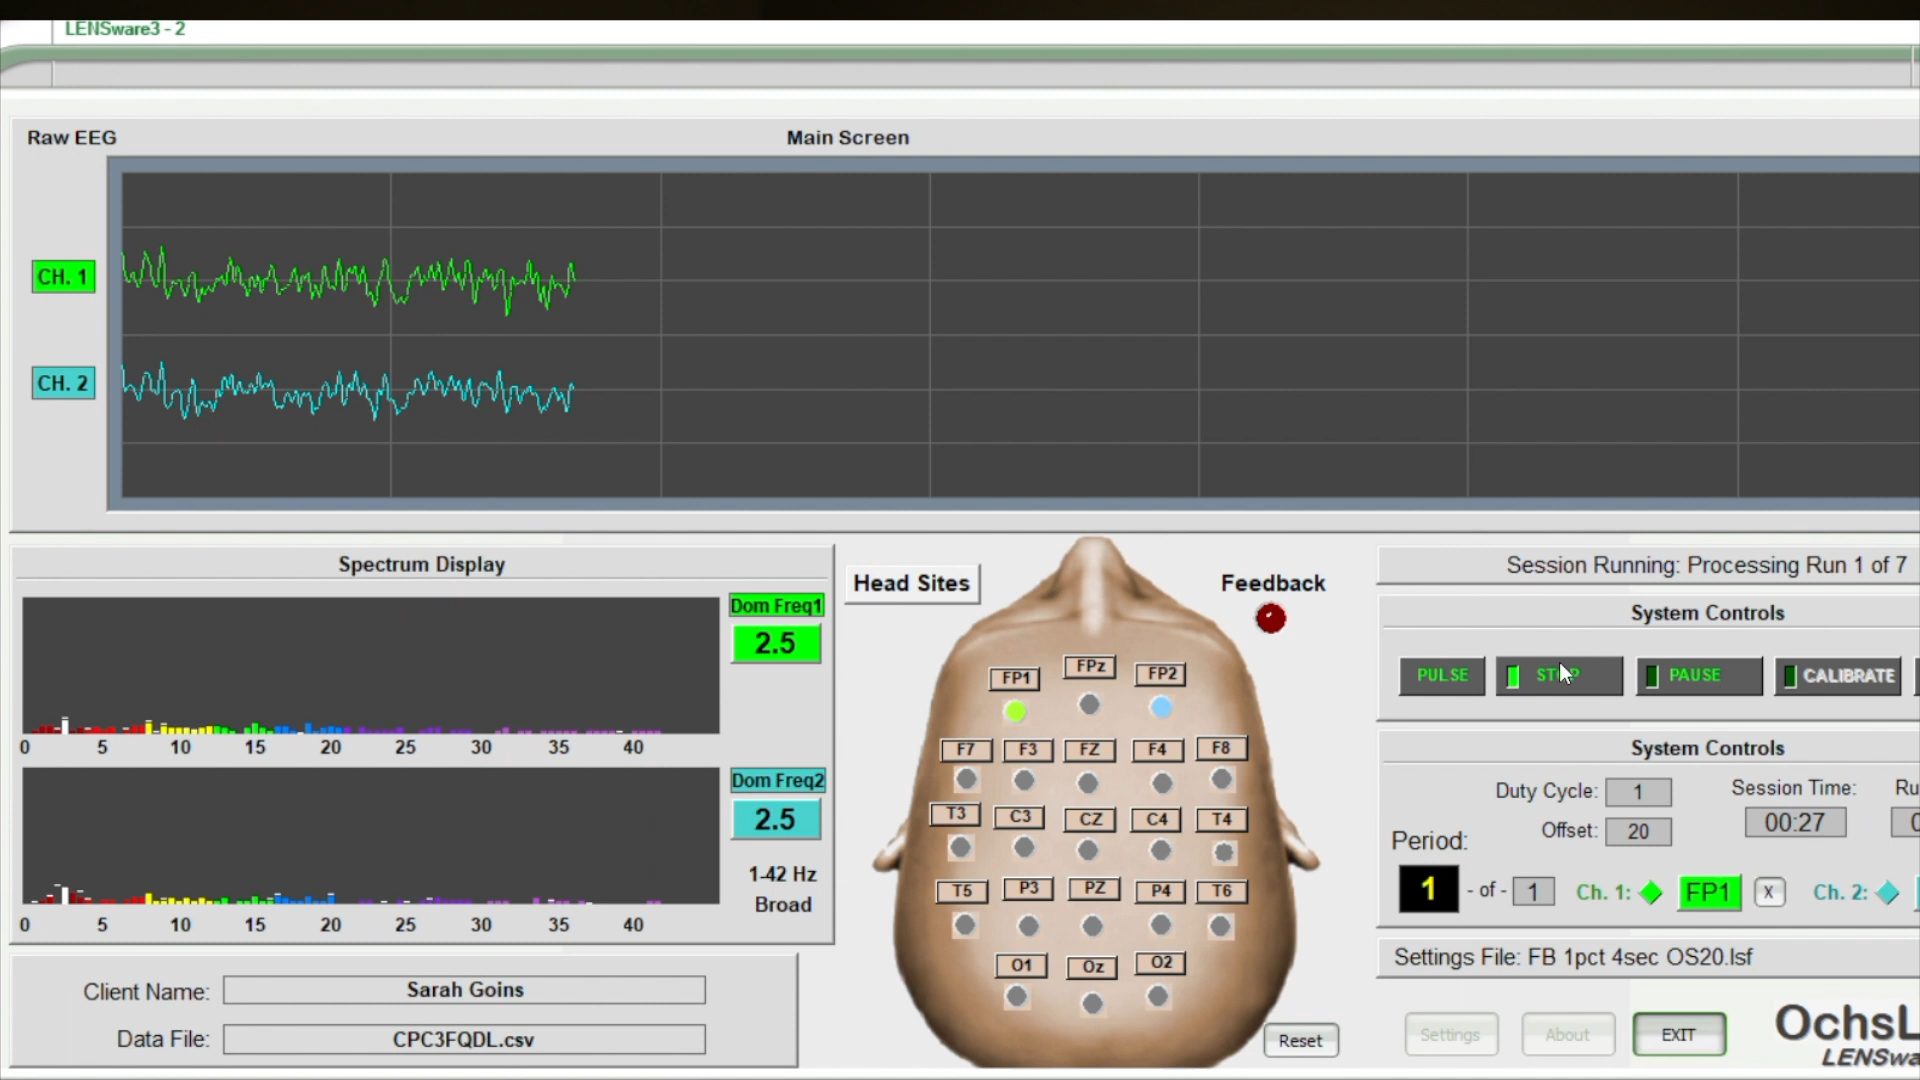 LENSware3 - 2
Raw EEG
Main Screen
CH. 1
CH. 2
Spectrum Display
Dom Freq1
2.5
0 5 10 15 20 25 30 35 40
Dom Freq2
2.5
1-42 Hz
Broad
0 5 10 15 20 25 30 35 40
Client Name: Sarah Goins
Data File: CPC3FQDL.csv
Head Sites
Feedback
FP1 FPz FP2
F7 F3 FZ F4 F8
T3 C3 CZ C4 T4
T5 P3 PZ P4 T6
O1 Oz O2
Reset
Session Running: Processing Run 1 of 7
System Controls
PULSE STOP PAUSE CALIBRATE
System Controls
Duty Cycle: 1
Session Time:
Ru
Offset: 20
00:27
Period:
1 - of - 1
Ch. 1: FP1 X Ch. 2:
Settings File: FB 1pct 4sec OS20.lsf
Settings About EXIT
OchsL
LENSwa